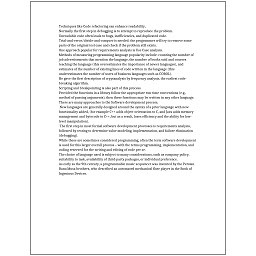 Techniques like Code refactoring can enhance readability.
Normally the first step in debugging is to attempt to reproduce the problem.
Unreadable code often leads to bugs, inefficiencies, and duplicated code.
Trial-and-error/divide-and-conquer is needed: the programmer will try to remove some
parts of the original test case and check if the problem still exists.
One approach popular for requirements analysis is Use Case analysis.
Methods of measuring programming language popularity include: counting the number of
job advertisements that mention the language, the number of books sold and courses
teaching the language (this overestimates the importance of newer languages), and
estimates of the number of existing lines of code written in the language (this
underestimates the number of users of business languages such as COBOL).
He gave the first description of cryptanalysis by frequency analysis, the earliest code-
breaking algorithm.
Scripting and breakpointing is also part of this process.
Provided the functions in a library follow the appropriate run-time conventions (e.g.,
method of passing arguments), then these functions may be written in any other language.
There are many approaches to the Software development process.
New languages are generally designed around the syntax of a prior language with new
functionality added, (for example C++ adds object-orientation to C, and Java adds memory
management and bytecode to C++, but as a result, loses efficiency and the ability for low-
level manipulation).
The first step in most formal software development processes is requirements analysis,
followed by testing to determine value modeling, implementation, and failure elimination
(debugging).
While these are sometimes considered programming, often the term software development
is used for this larger overall process – with the terms programming, implementation, and
coding reserved for the writing and editing of code per se.
The choice of language used is subject to many considerations, such as company policy,
suitability to task, availability of third-party packages, or individual preference.
As early as the 9th century, a programmable music sequencer was invented by the Persian
Banu Musa brothers, who described an automated mechanical flute player in the Book of
Ingenious Devices.